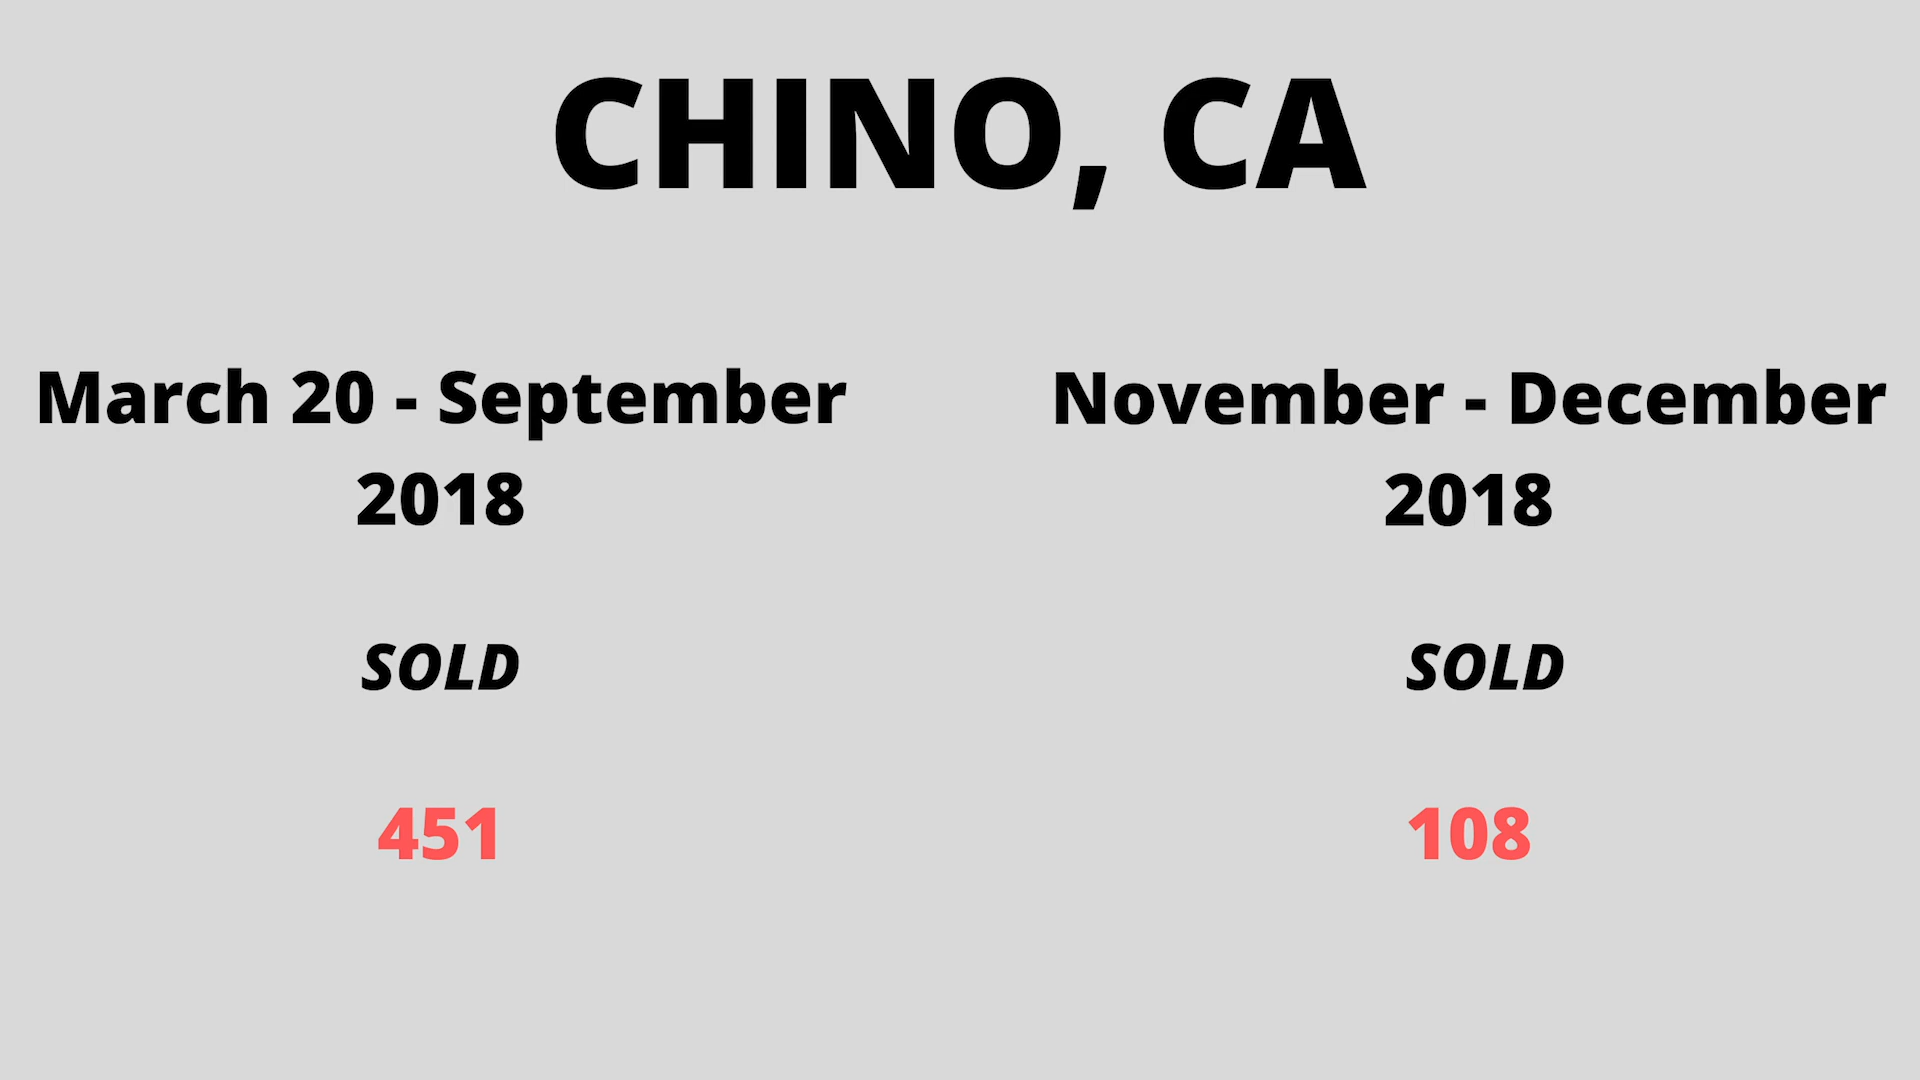 CHINO, CA
March 20 - September
2018
SOLD
451
November - December
2018
SOLD
108